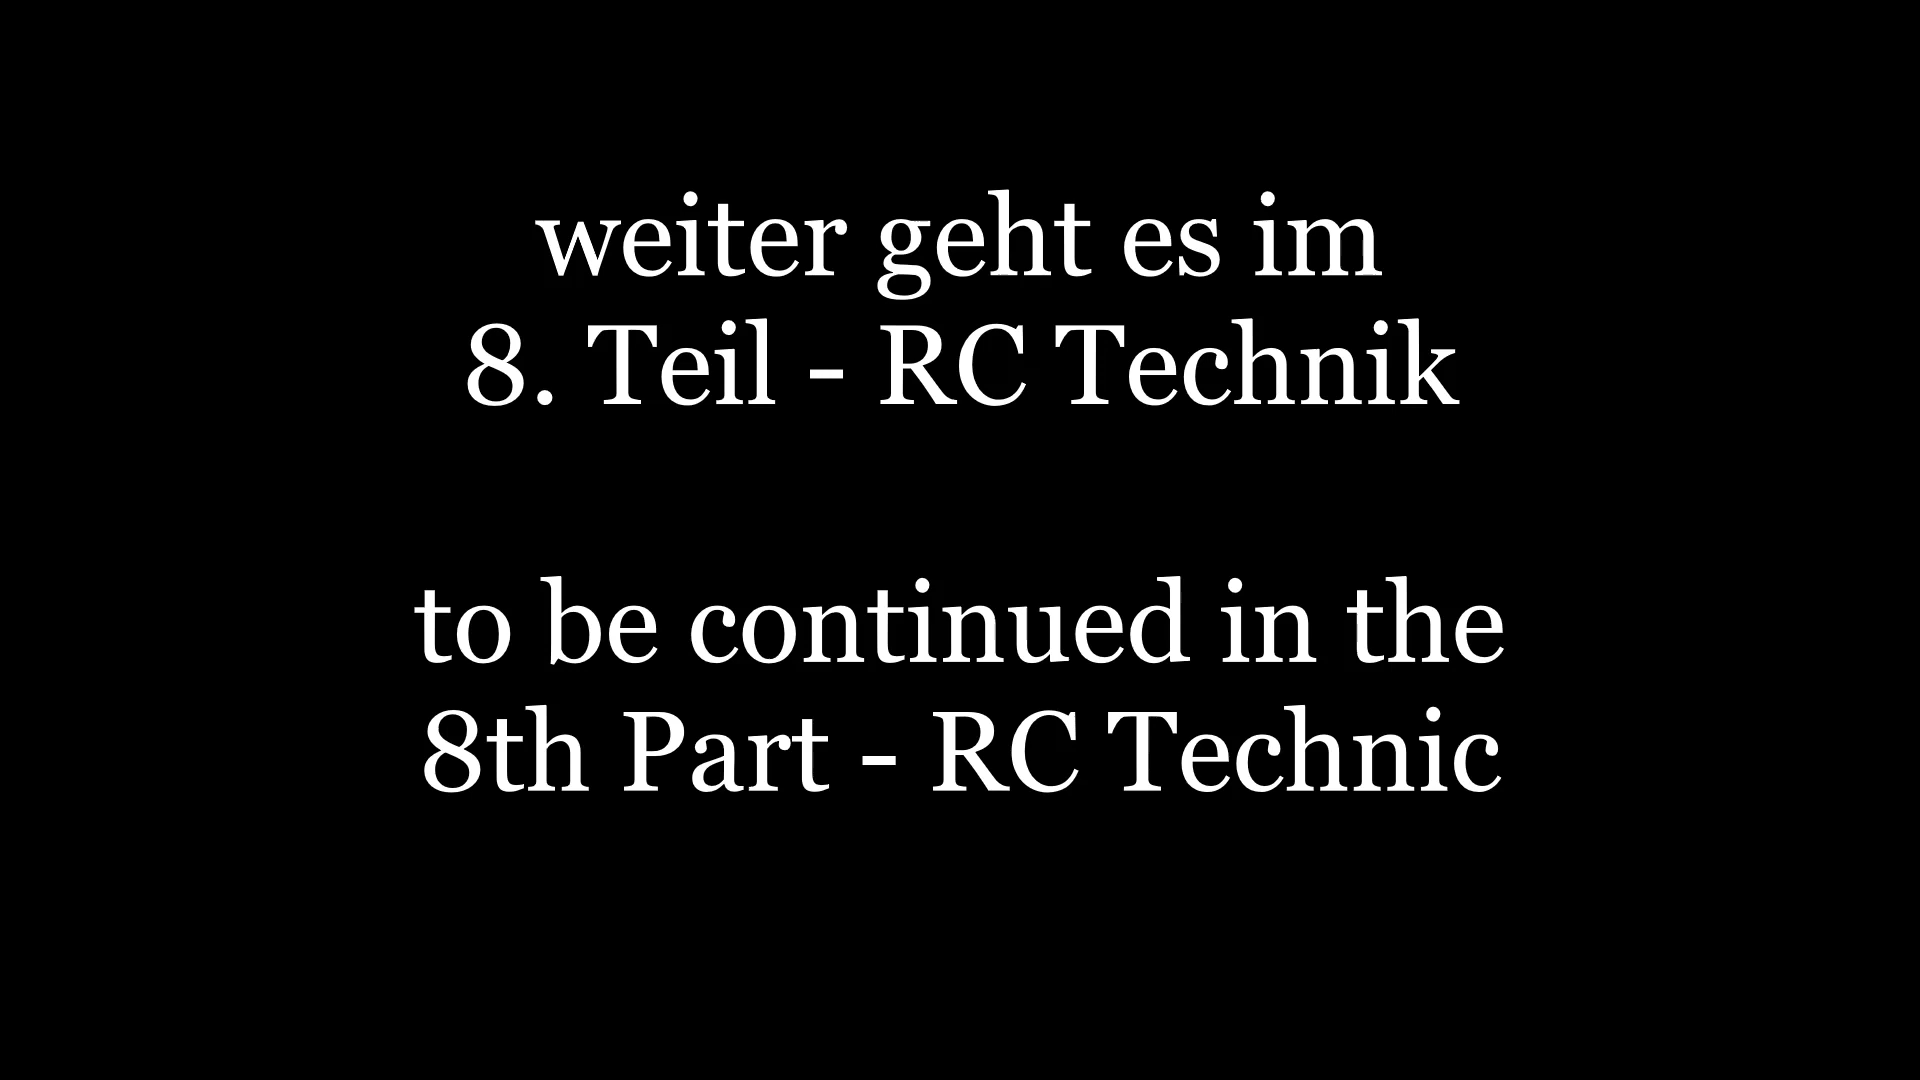 weiter geht es im
8. Teil - RC Technik
to be continued in the
8th Part - RC Technic